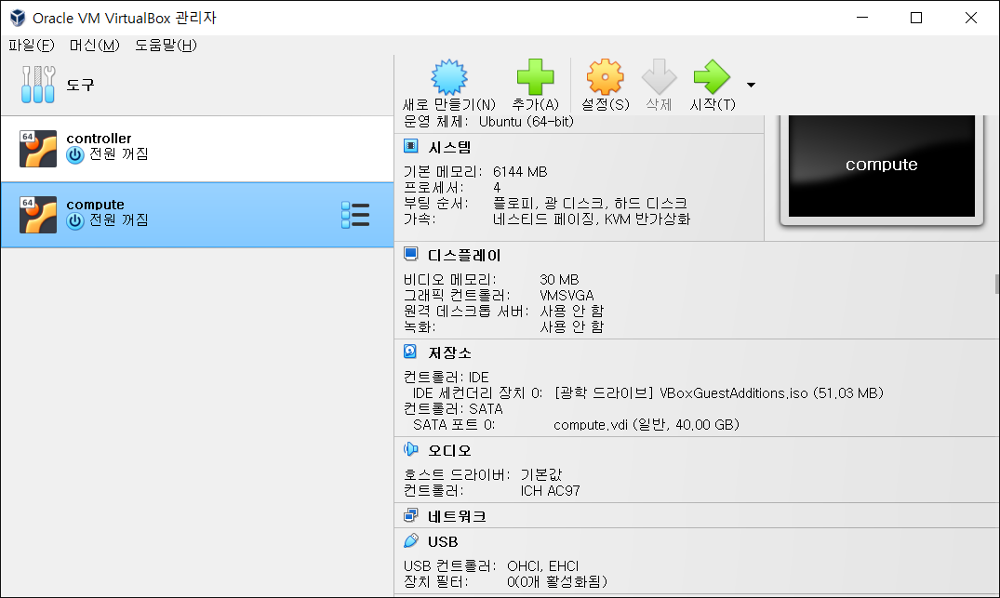 Oracle VM VirtualBox 관리자
파일(F) 머신(M) 도움말(H)
도구
새로 만들기(N) 추가(A) 설정(S) 삭제 시작(T)
64
controller
전원 꺼짐
64
compute
전원 꺼짐
운영 체제: Ubuntu (64-bit)
시스템
기본 메모리: 6144 MB
프로세서: 4
부팅 순서: 플로피, 광 디스크, 하드 디스크
가속: 네스티드 페이징, KVM 반가상화
compute
디스플레이
비디오 메모리: 30 MB
그래픽 컨트롤러: VMSVGA
원격 데스크톱 서버: 사용 안 함
녹화: 사용 안 함
저장소
컨트롤러: IDE
IDE 세컨더리 장치 0: [광학 드라이브] VBoxGuestAdditions.iso (51.03 MB)
컨트롤러: SATA
SATA 포트 0: compute.vdi (일반, 40.00 GB)
오디오
호스트 드라이버: 기본값
컨트롤러: ICH AC97
네트워크
USB
USB 컨트롤러: OHCI, EHCI
장치 필터: 0(0개 활성화됨)